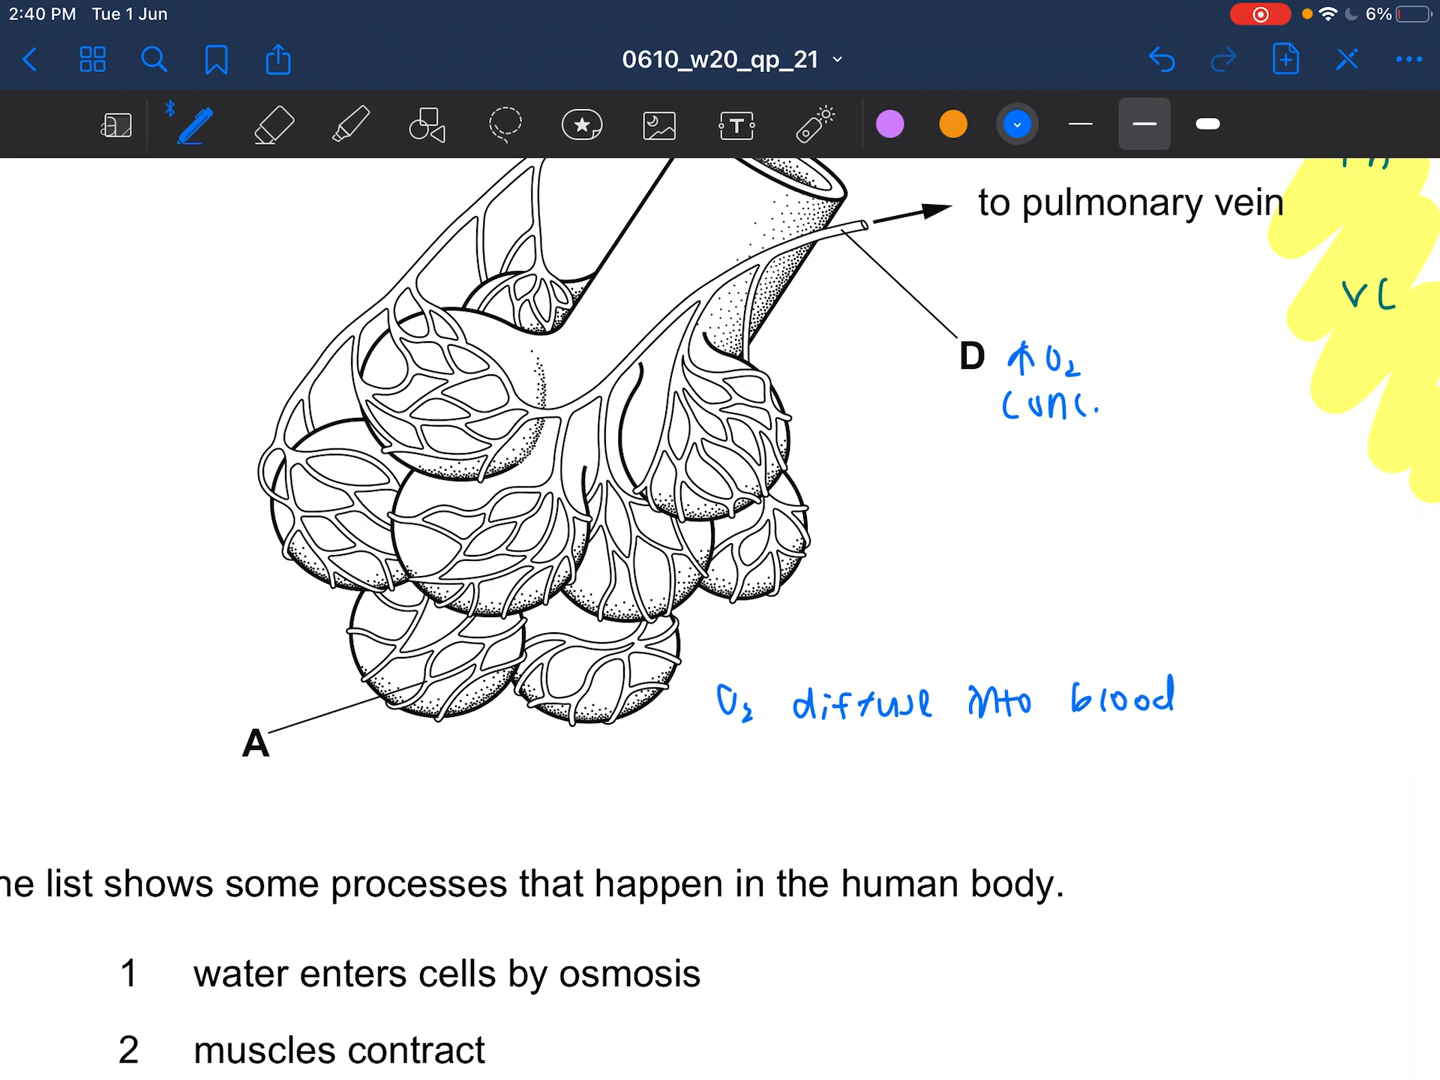 2:40 PM Tue 1 Jun
6%
0610_w20_qp_21
T
to pulmonary vein
VC
D ↑ O₂
conc.
O₂ diffuse into blood
A
he list shows some processes that happen in the human body.
1 water enters cells by osmosis
2 muscles contract